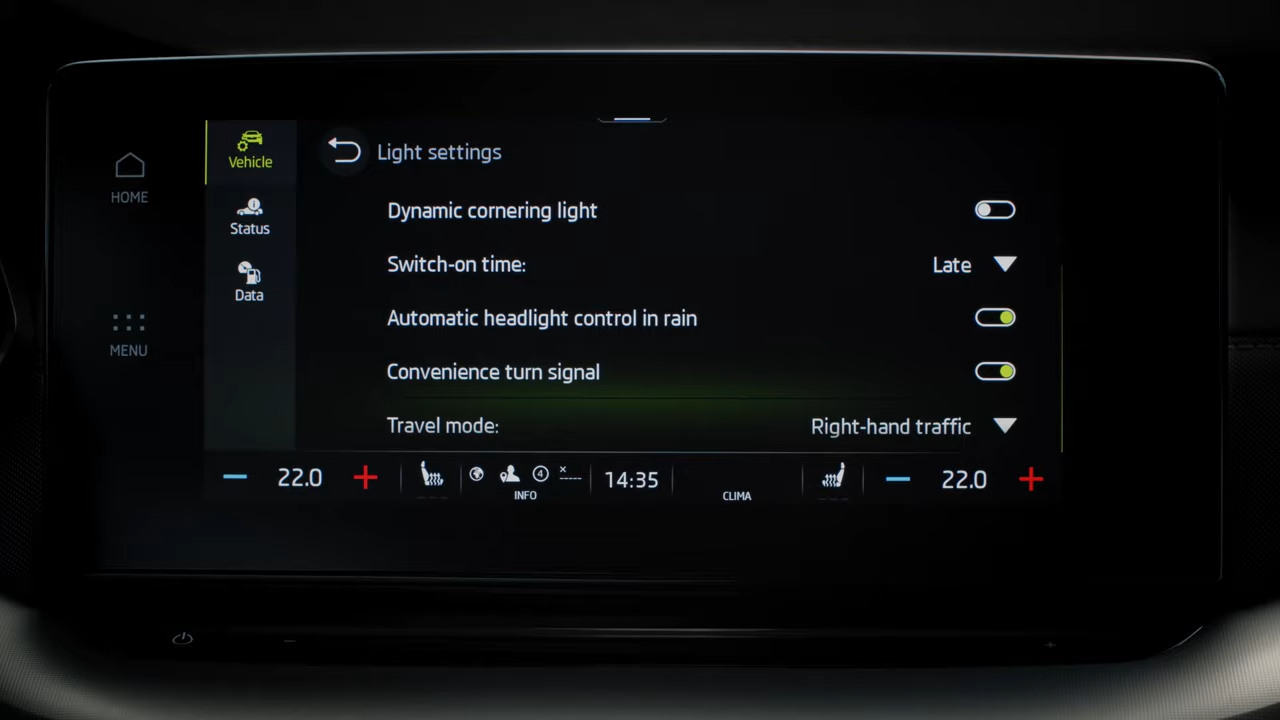 HOME
MENU
Vehicle
Status
Data
Light settings
Dynamic cornering light
Switch-on time: Late
Automatic headlight control in rain
Convenience turn signal
Travel mode: Right-hand traffic
22.0
4
INFO
14:35
CLIMA
22.0